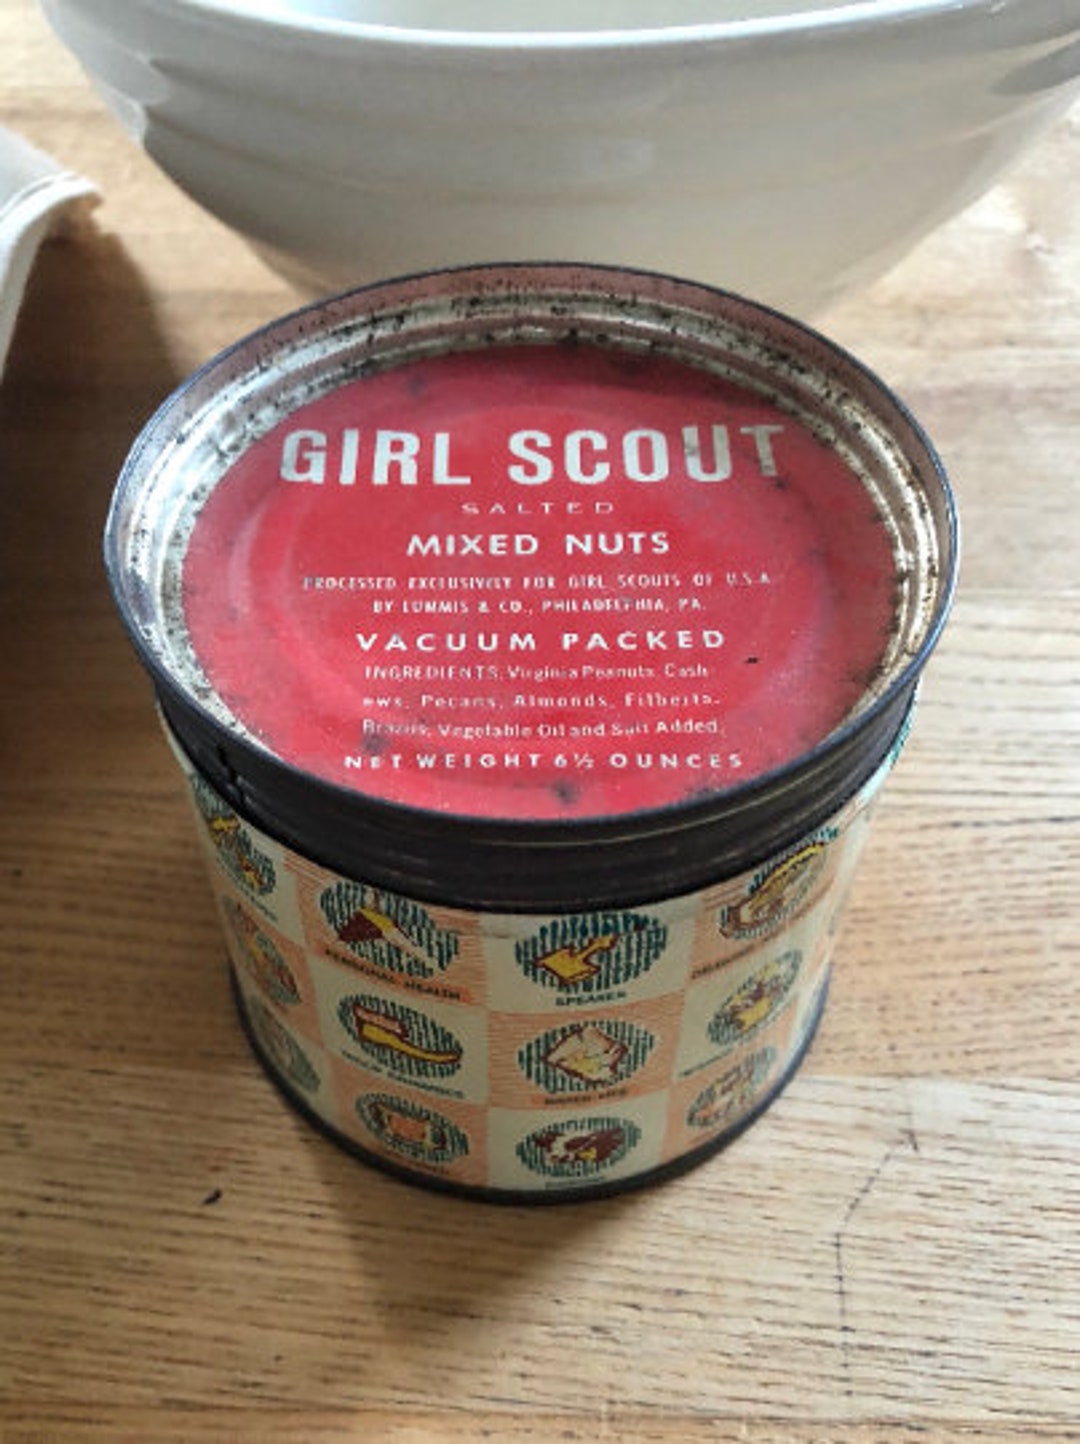 GIRL SCOUT
SALTED
MIXED NUTS
PROCESSED EXCLUSIVELY FOR GIRL SCOUTS OF U.S.A.
BY LUMMIS & CO., PHILADELPHIA, PA.
VACUUM PACKED
INGREDIENTS: Virginia Peanuts, Cash-
ews, Pecans, Almonds, Filberts,
Brazils, Vegetable Oil and Salt Added.
NET WEIGHT 6½ OUNCES
PERSONAL HEALTH
SPEAKER